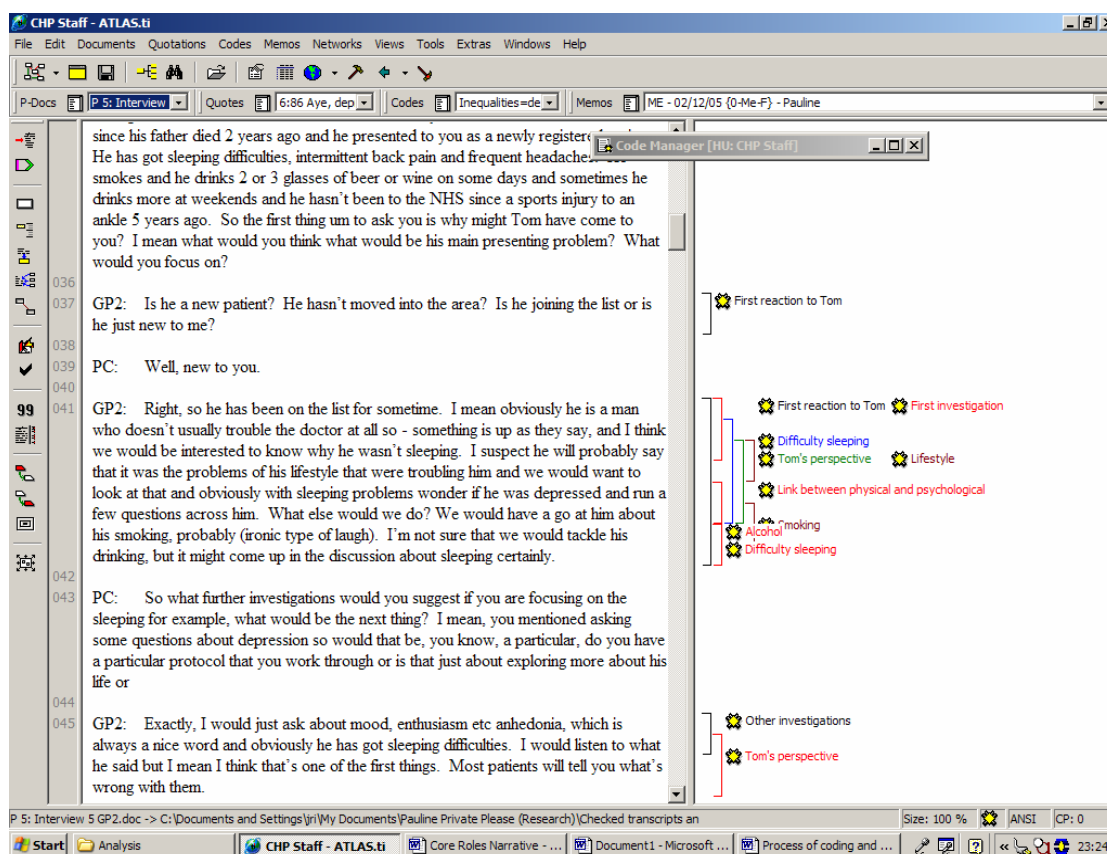 CHP Staff - ATLAS.ti
File Edit Documents Quotations Codes Memos Networks Views Tools Extras Windows Help
P-Docs P 5: Interview Quotes 6:86 Aye, dep Codes Inequalities=de Memos ME - 02/12/05 {0-Me-F} - Pauline
since his father died 2 years ago and he presented to you as a newly registere
Code Manager [HU: CHP Staff]
He has got sleeping difficulties, intermittent back pain and frequent headaches.
smokes and he drinks 2 or 3 glasses of beer or wine on some days and sometimes he
drinks more at weekends and he hasn't been to the NHS since a sports injury to an
ankle 5 years ago. So the first thing um to ask you is why might Tom have come to
you? I mean what would you think what would be his main presenting problem? What
would you focus on?
036
037 GP2: Is he a new patient? He hasn't moved into the area? Is he joining the list or is
he just new to me?
First reaction to Tom
038
039 PC: Well, new to you.
040
041 GP2: Right, so he has been on the list for sometime. I mean obviously he is a man
who doesn't usually trouble the doctor at all so - something is up as they say, and I think
we would be interested to know why he wasn't sleeping. I suspect he will probably say
that it was the problems of his lifestyle that were troubling him and we would want to
look at that and obviously with sleeping problems wonder if he was depressed and run a
few questions across him. What else would we do? We would have a go at him about
his smoking, probably (ironic type of laugh). I'm not sure that we would tackle his
drinking, but it might come up in the discussion about sleeping certainly.
First reaction to Tom First investigation
Difficulty sleeping
Tom's perspective Lifestyle
Link between physical and psychological
Smoking
Alcohol
Difficulty sleeping
042
043 PC: So what further investigations would you suggest if you are focusing on the
sleeping for example, what would be the next thing? I mean, you mentioned asking
some questions about depression so would that be, you know, a particular, do you have
a particular protocol that you work through or is that just about exploring more about his
life or
044
045 GP2: Exactly, I would just ask about mood, enthusiasm etc anhedonia, which is
always a nice word and obviously he has got sleeping difficulties. I would listen to what
he said but I mean I think that's one of the first things. Most patients will tell you what's
wrong with them.
Other investigations
Tom's perspective
99
P 5: Interview 5 GP2.doc -> C:\Documents and Settings\jri\My Documents\Pauline Private Please (Research)\Checked transcripts an Size: 100 % ANSI CP: 0
Start Analysis CHP Staff - ATLAS.ti Core Roles Narrative - ... Document1 - Microsoft ... Process of coding and ... 23:24